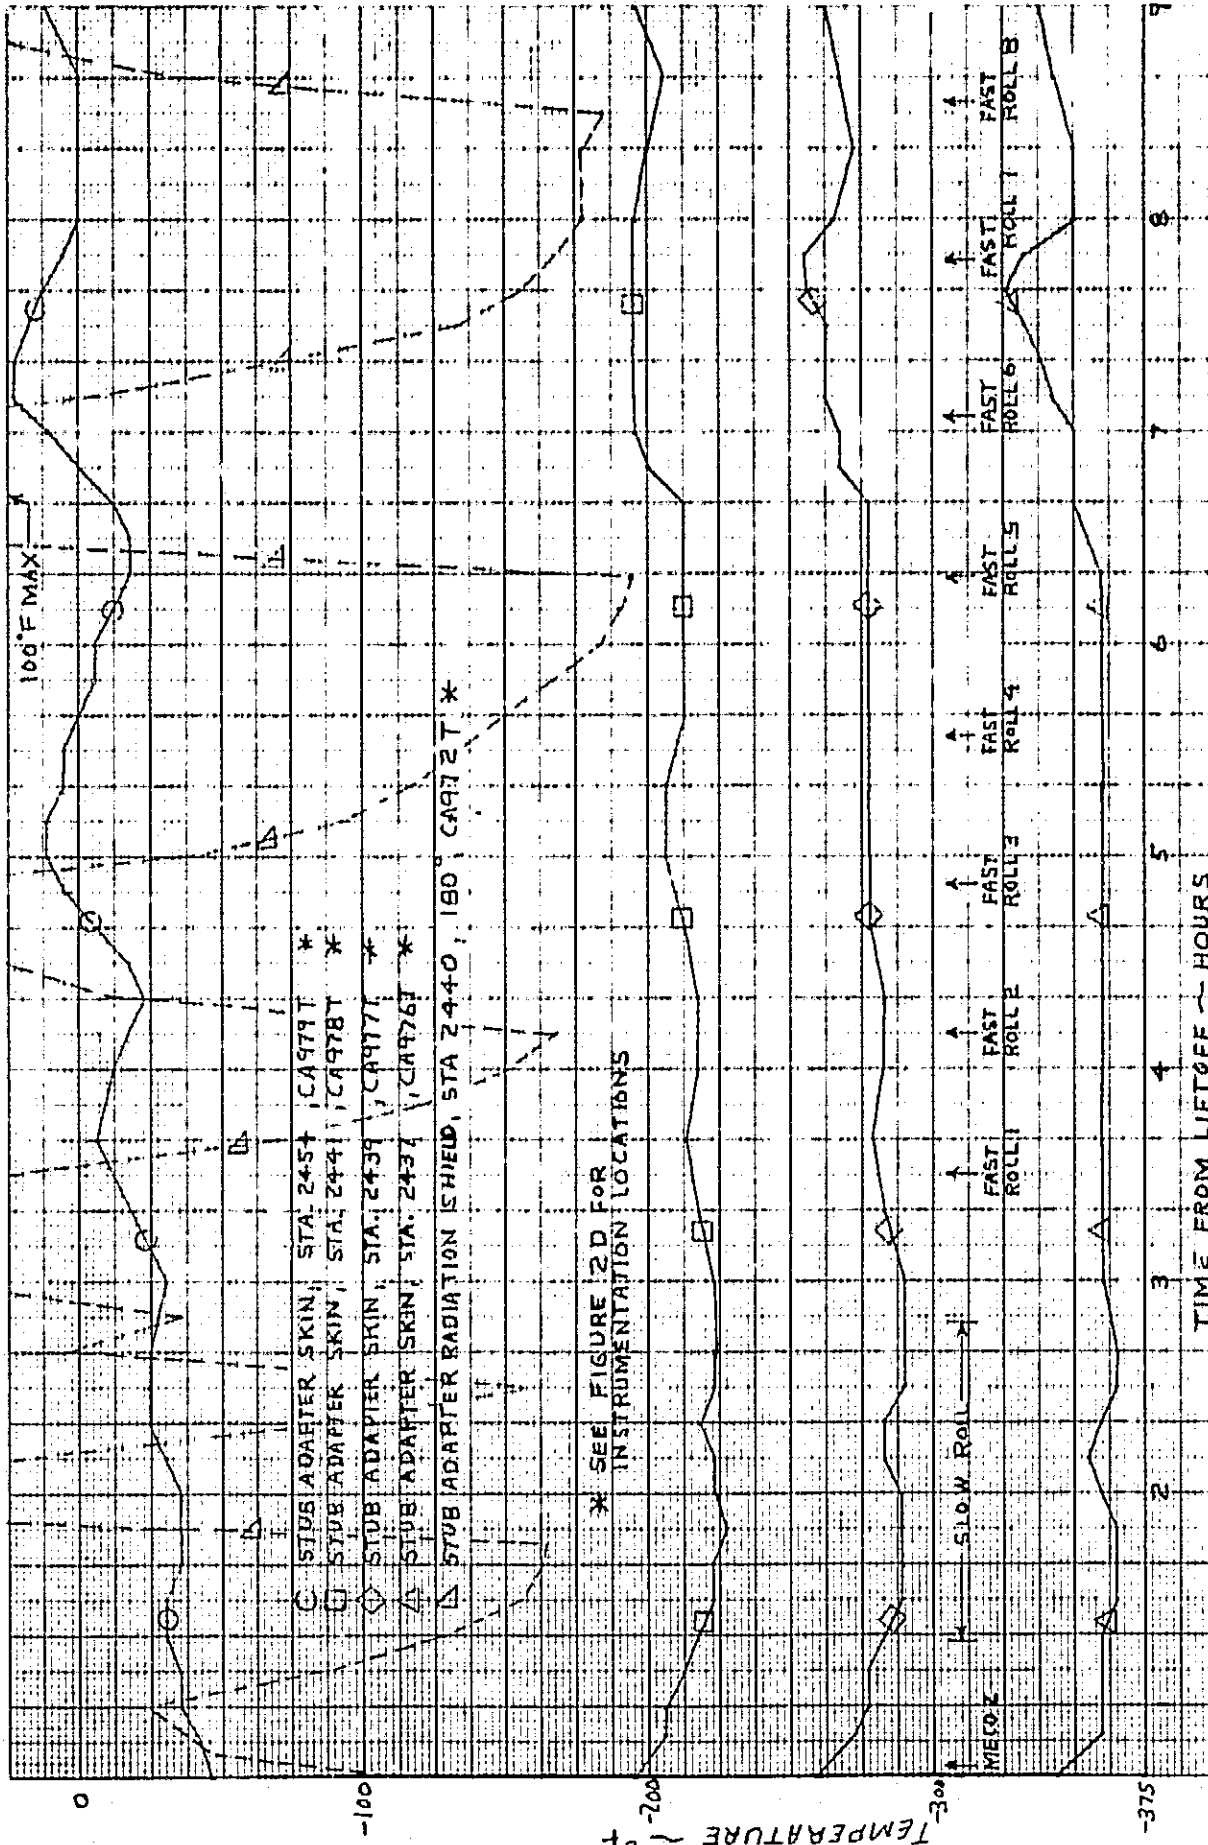 100°F MAX
STUB ADAPTER SKIN, STA. 2454, CA979T *
STUB ADAPTER SKIN, STA. 2441, CA978T *
STUB ADAPTER SKIN, STA. 2439, CA977T *
STUB ADAPTER SKIN, STA. 2437, CA976T *
STUB ADAPTER RADIATION SHIELD, STA 2440, 180°, CA972T *
* SEE FIGURE 2D FOR
INSTRUMENTATION LOCATIONS
0
-100
-200
-300
-375
TEMPERATURE ~ °F
MECO 2
SLOW ROLL
FAST
ROLL 1
FAST
ROLL 2
FAST
ROLL 3
FAST
ROLL 4
FAST
ROLL 5
FAST
ROLL 6
FAST
ROLL 7
FAST
ROLL 8
2
3
4
5
6
7
8
9
TIME FROM LIFTOFF ~ HOURS